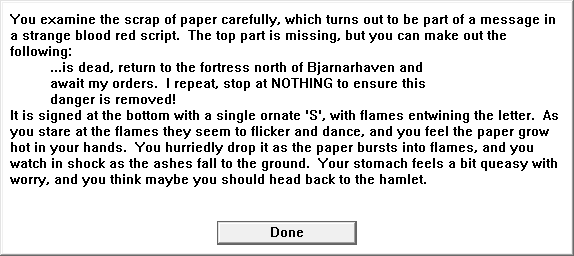 You examine the scrap of paper carefully, which turns out to be part of a message in
a strange blood red script.  The top part is missing, but you can make out the
following:
...is dead, return to the fortress north of Bjarnarhaven and
await my orders.  I repeat, stop at NOTHING to ensure this
danger is removed!
It is signed at the bottom with a single ornate 'S', with flames entwining the letter.  As
you stare at the flames they seem to flicker and dance, and you feel the paper grow
hot in your hands.  You hurriedly drop it as the paper bursts into flames, and you
watch in shock as the ashes fall to the ground.  Your stomach feels a bit queasy with
worry, and you think maybe you should head back to the hamlet.
Done